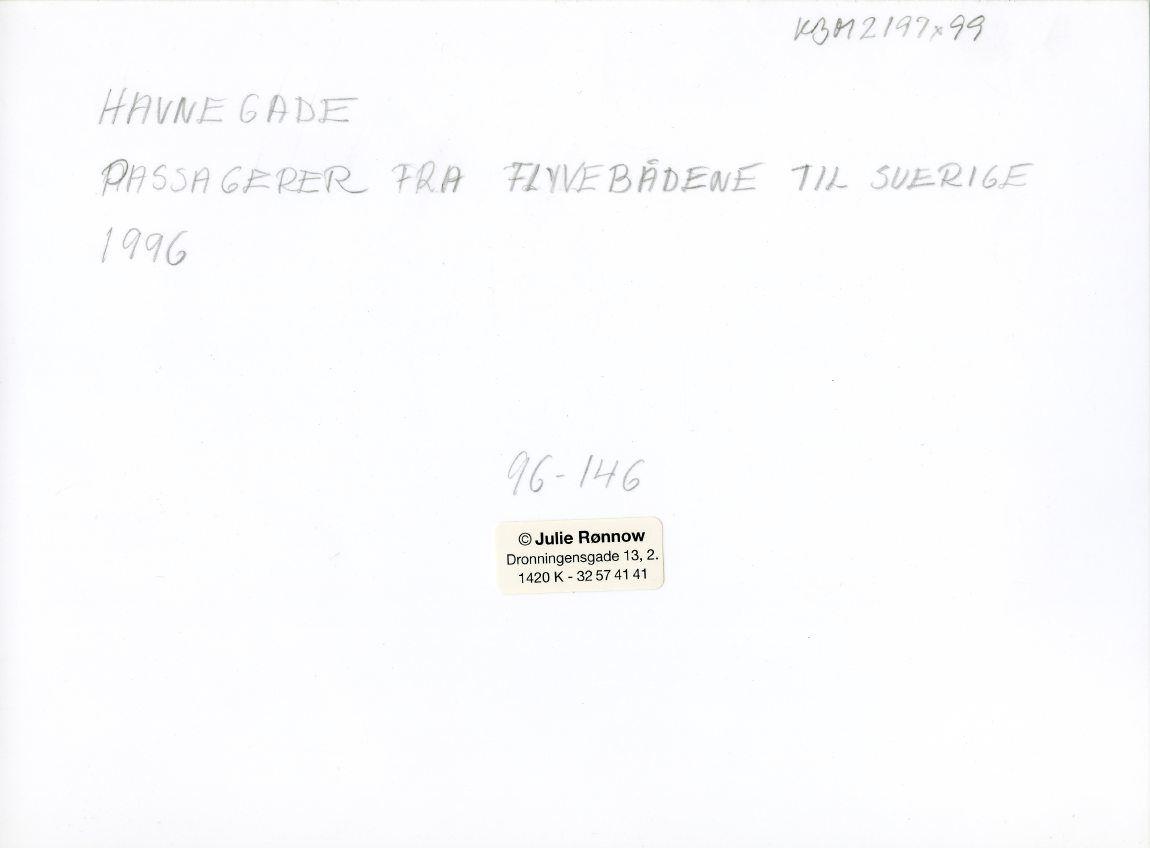 KBM2197x99
HAVNEGADE
PASSAGERER FRA FLYVEBÅDENE TIL SVERIGE
1996
96-146
© Julie Rønnow
Dronningensgade 13, 2.
1420 K - 32 57 41 41